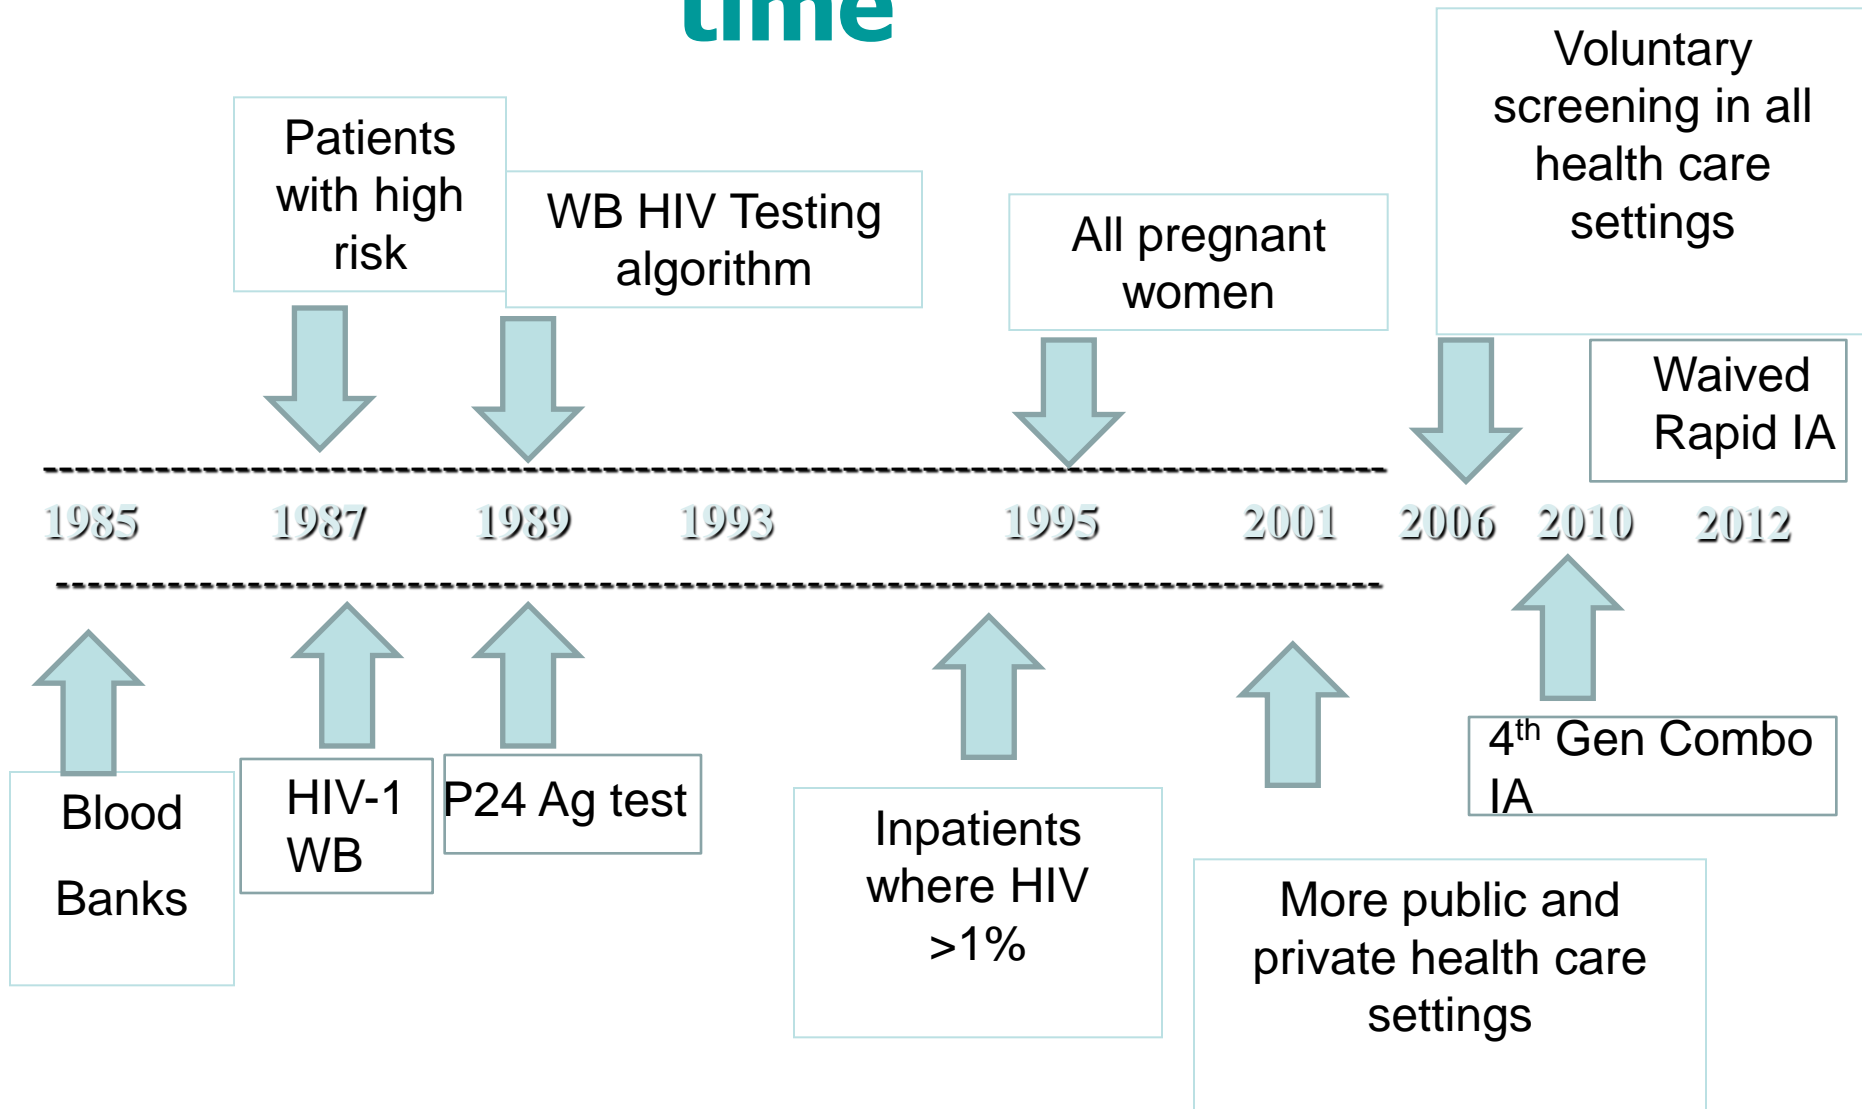 time
Patients
with high
risk
WB HIV Testing
algorithm
All pregnant
women
Voluntary
screening in all
health care
settings
Waived
Rapid IA
1985 1987 1989 1993 1995 2001 2006 2010 2012
Blood
Banks
HIV-1
WB
P24 Ag test
Inpatients
where HIV
>1%
More public and
private health care
settings
4th Gen Combo
IA